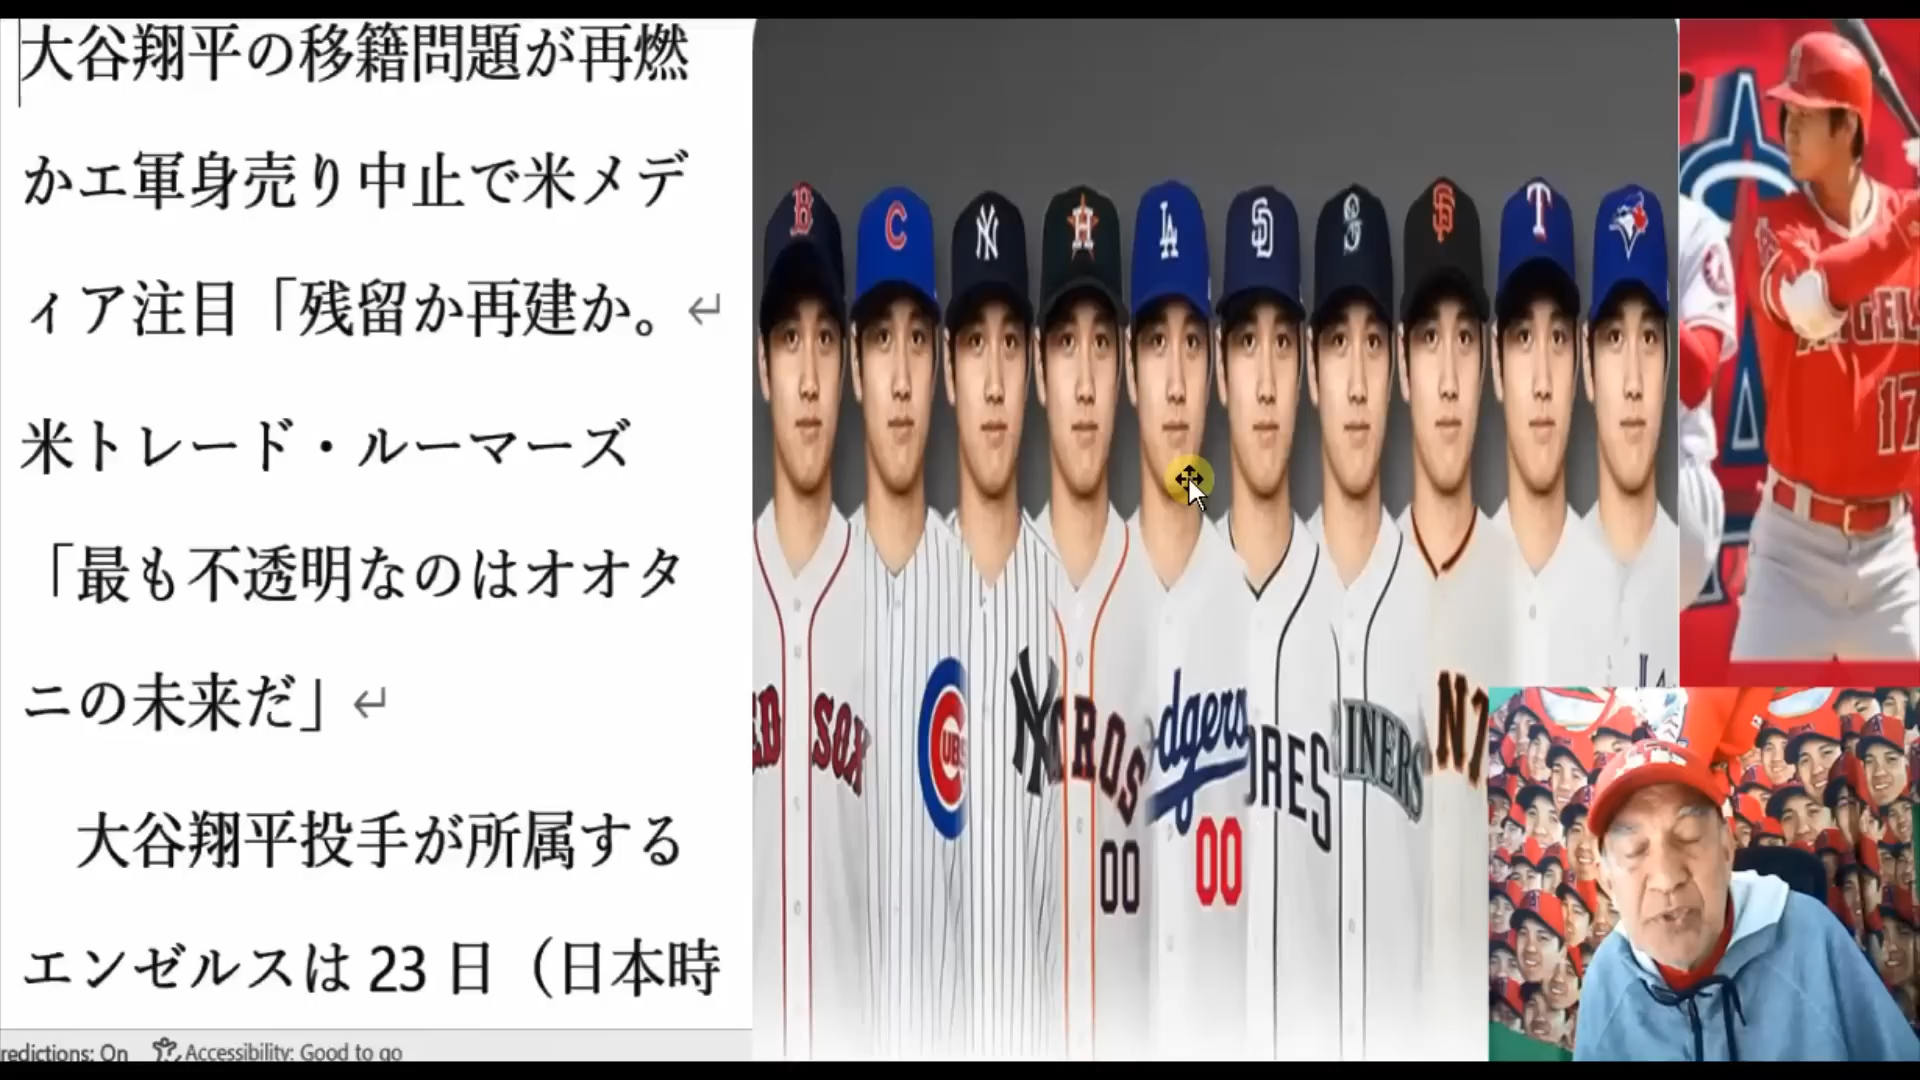 大谷翔平の移籍問題が再燃
かエ軍身売り中止で米メデ
ィア注目「残留か再建か。
米トレード・ルーマーズ
「最も不透明なのはオオタ
ニの未来だ」
大谷翔平投手が所属する
エンゼルスは 23 日（日本時
redictions: On Accessibility: Good to go
B C NY H LA SD S SF T
ED SOX CUBS NY ROS dgers DRES INERS
00 00
ANGEL
17
A